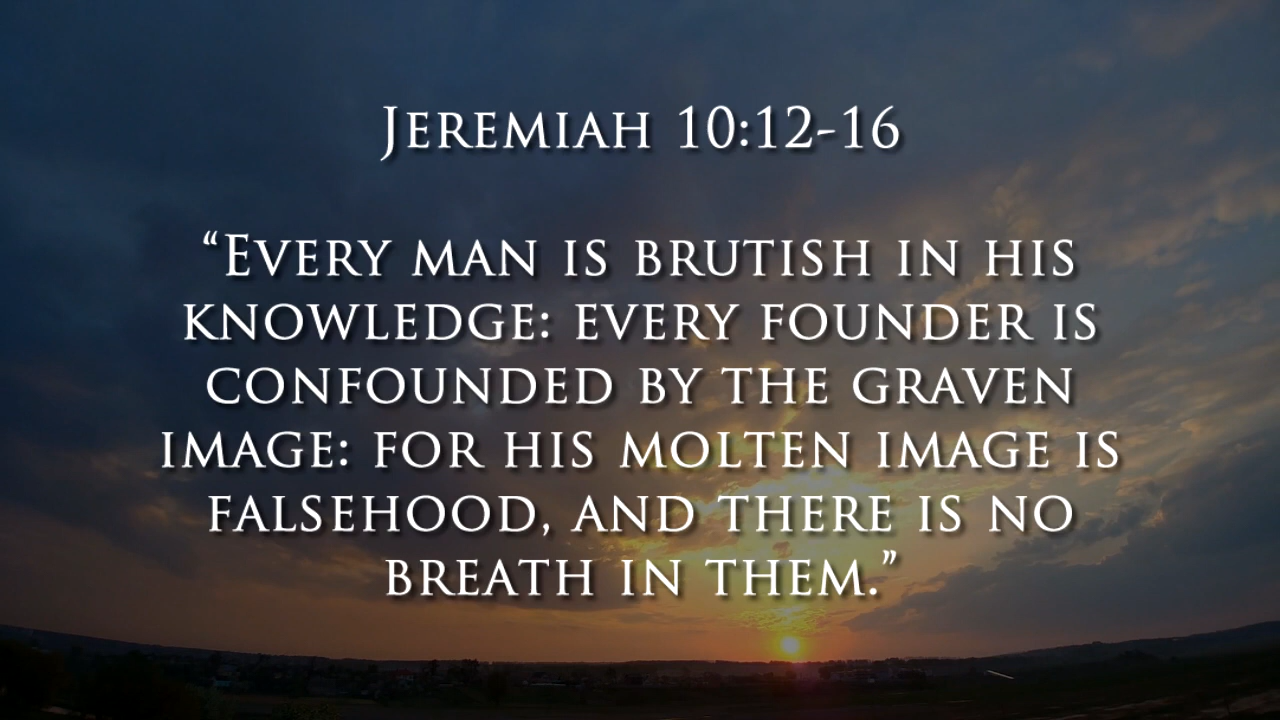 Jeremiah 10:12-16
“Every man is brutish in his
knowledge: every founder is
confounded by the graven
image: for his molten image is
falsehood, and there is no
breath in them.”